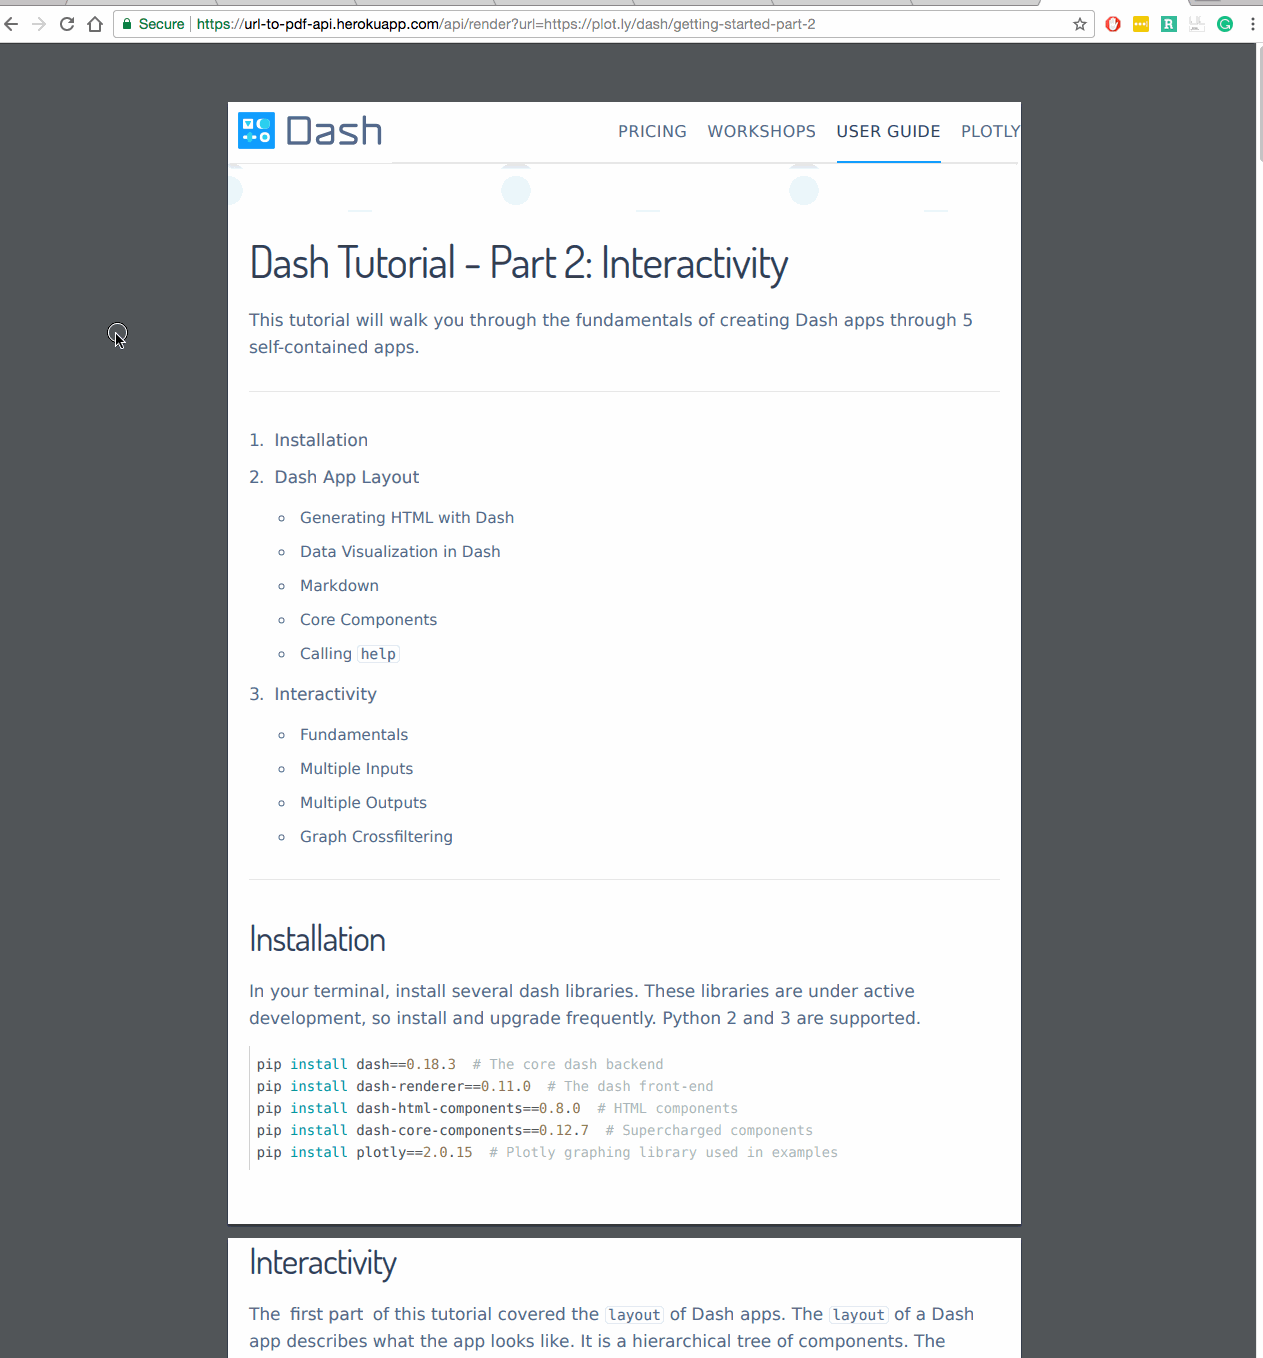 Secure https://url-to-pdf-api.herokuapp.com/api/render?url=https://plot.ly/dash/getting-started-part-2
R
G
Dash PRICING WORKSHOPS USER GUIDE PLOTLY
Dash Tutorial - Part 2: Interactivity
This tutorial will walk you through the fundamentals of creating Dash apps through 5
self-contained apps.
1. Installation
2. Dash App Layout
Generating HTML with Dash
Data Visualization in Dash
Markdown
Core Components
Calling help
3. Interactivity
Fundamentals
Multiple Inputs
Multiple Outputs
Graph Crossfiltering
Installation
In your terminal, install several dash libraries. These libraries are under active
development, so install and upgrade frequently. Python 2 and 3 are supported.
pip install dash==0.18.3 # The core dash backend
pip install dash-renderer==0.11.0 # The dash front-end
pip install dash-html-components==0.8.0 # HTML components
pip install dash-core-components==0.12.7 # Supercharged components
pip install plotly==2.0.15 # Plotly graphing library used in examples
Interactivity
The first part of this tutorial covered the layout of Dash apps. The layout of a Dash
app describes what the app looks like. It is a hierarchical tree of components. The